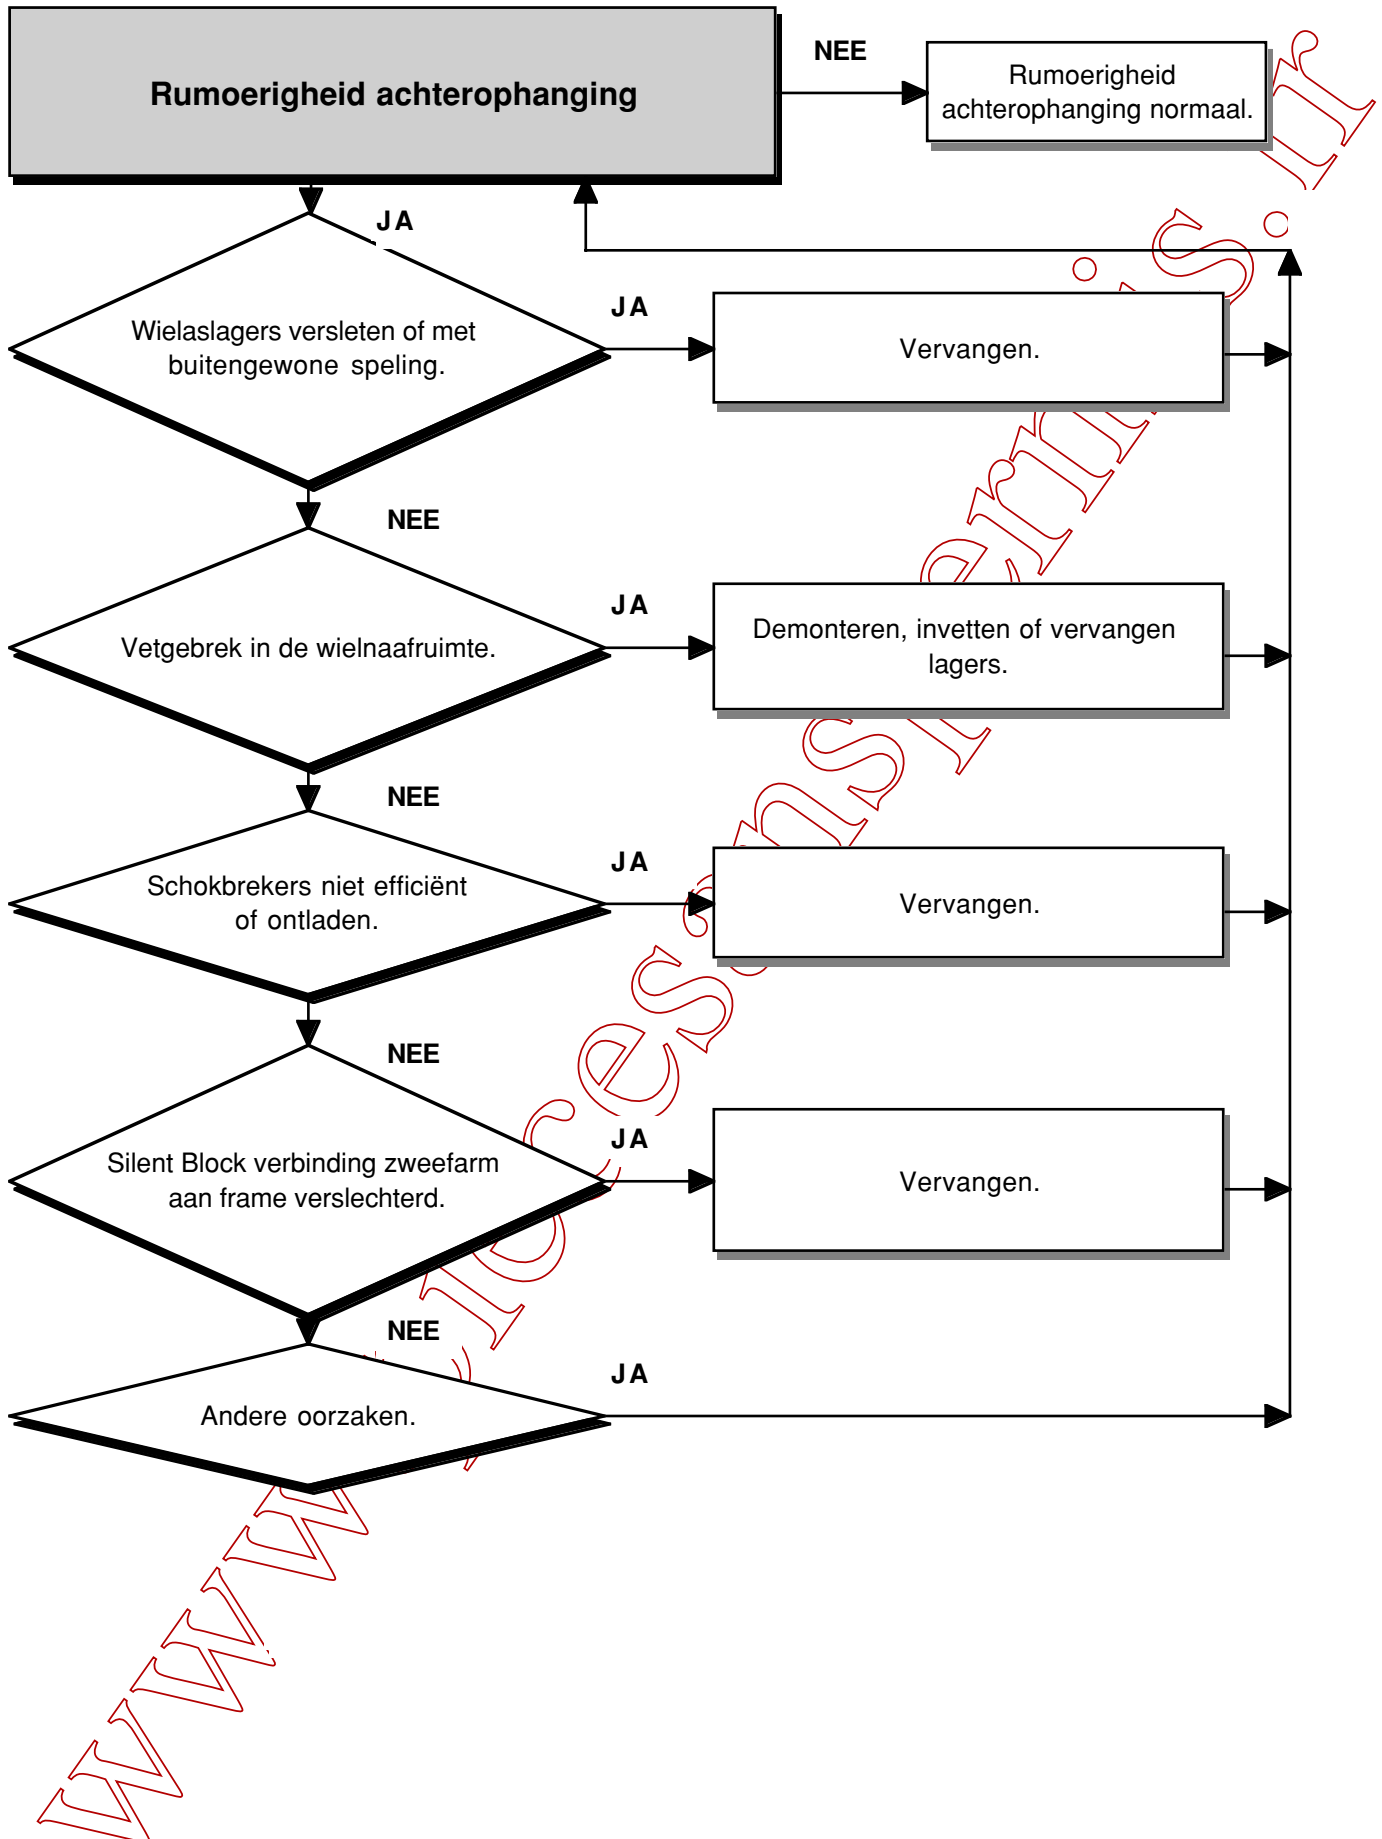 Rumoerigheid achterophanging
NEE
Rumoerigheid
achterophanging normaal.
JA
Wielaslagers versleten of met
buitengewone speling.
JA
Vervangen.
NEE
Vetgebrek in de wielnaafruimte.
JA
Demonteren, invetten of vervangen
lagers.
NEE
Schokbrekers niet efficiënt
of ontladen.
JA
Vervangen.
NEE
Silent Block verbinding zweefarm
aan frame verslechterd.
JA
Vervangen.
NEE
Andere oorzaken.
JA